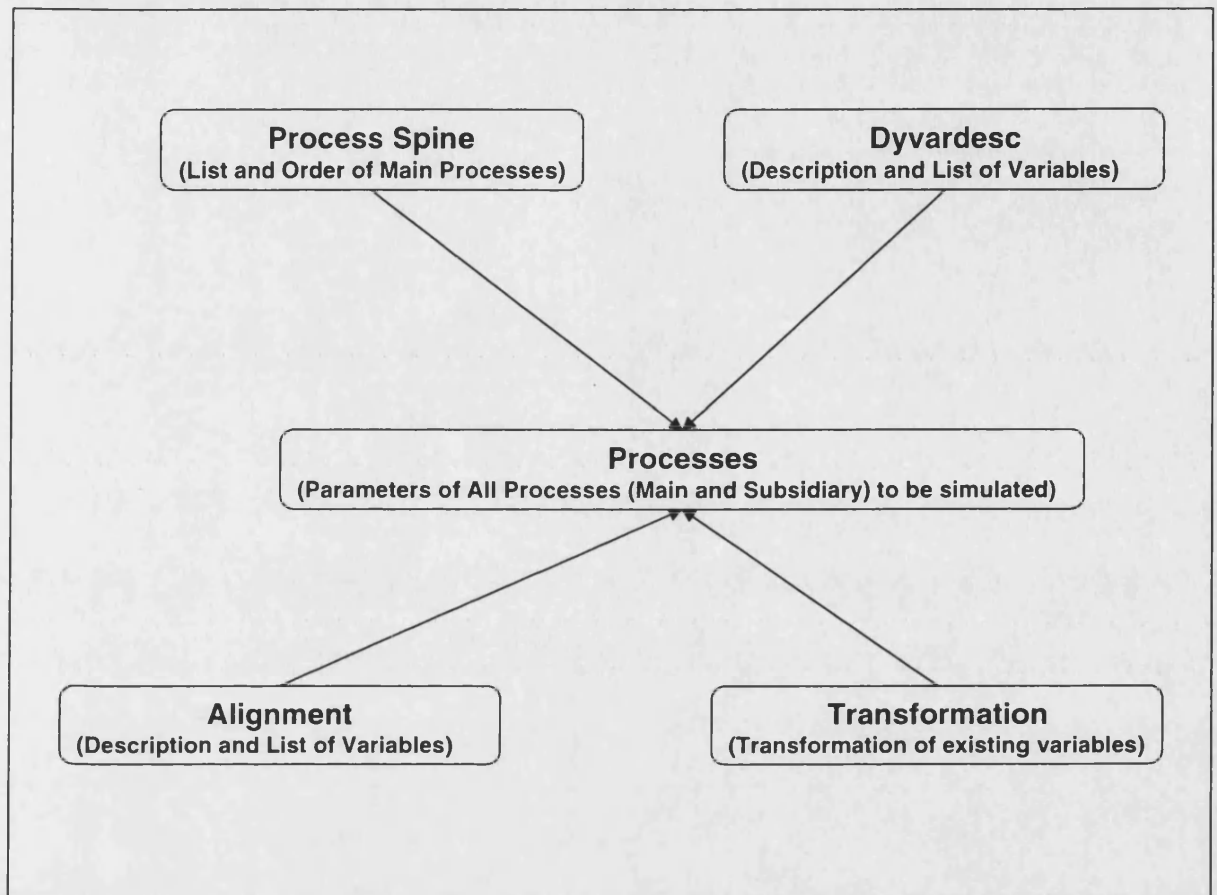 Process Spine
(List and Order of Main Processes)
Dyvardesc
(Description and List of Variables)
Processes
(Parameters of All Processes (Main and Subsidiary) to be simulated)
Alignment
(Description and List of Variables)
Transformation
(Transformation of existing variables)